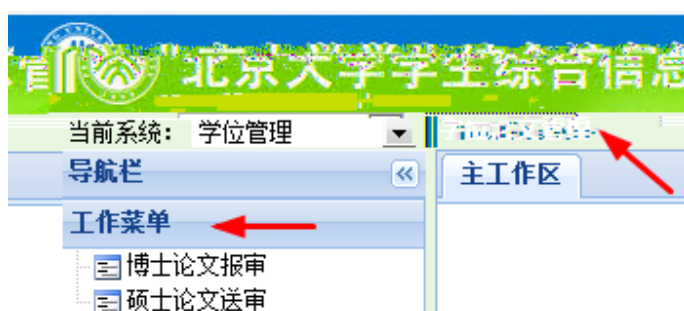 北京大学学生综合信息
当前系统： 学位管理
导航栏
主工作区
工作菜单
博士论文报审
硕士论文送审